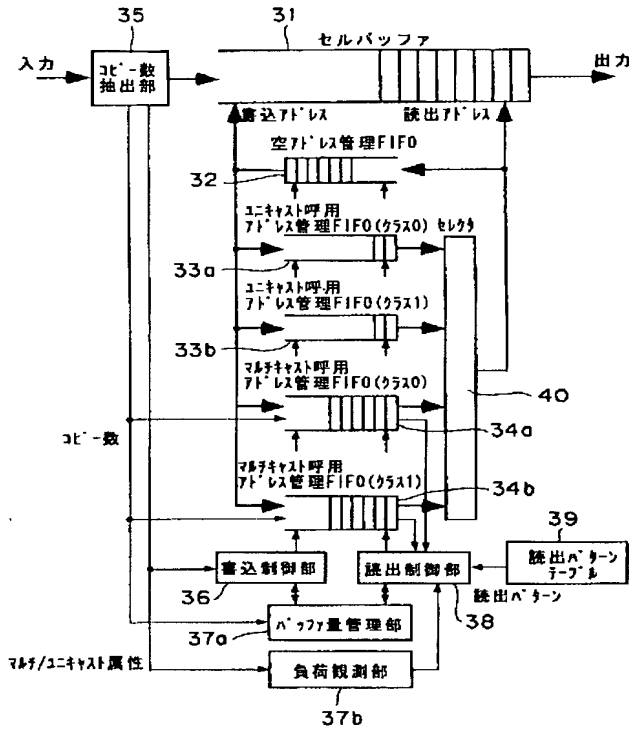 35
31
セルバッファ
入力
コピー数
抽出部
出力
書込アドレス
読出アドレス
空アドレス管理FIFO
32
ユニキャスト呼用
アドレス管理FIFO(クラス0)
セレクタ
33a
ユニキャスト呼用
アドレス管理FIFO(クラス1)
33b
マルチキャスト呼用
アドレス管理FIFO(クラス0)
40
34a
コピー数
マルチキャスト呼用
アドレス管理FIFO(クラス1)
34b
39
書込制御部
読出制御部
読出パターン
テーブル
36
38
読出パターン
バッファ量管理部
37a
マルチ/ユニキャスト属性
負荷観測部
37b